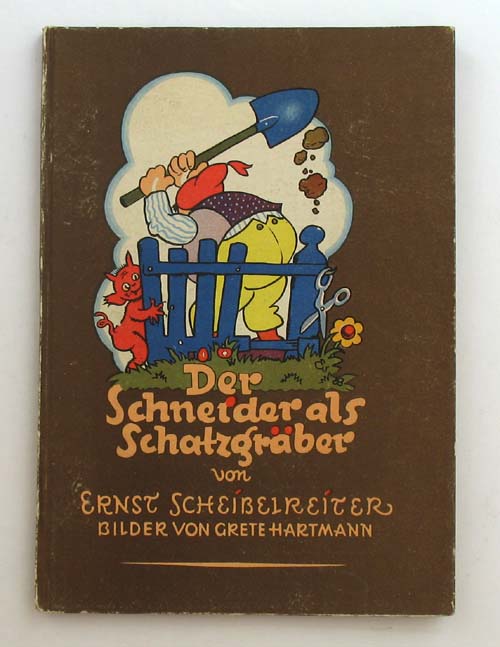 Der
Schneider als
Schatzgräber
von
ERNST SCHEIBELREITER
BILDER VON GRETE HARTMANN